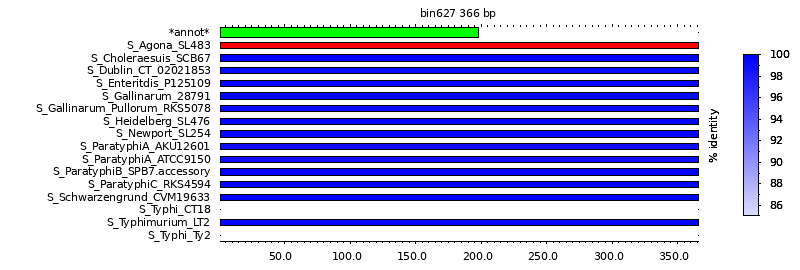 bin627 366 bp
*annot*
S_Agona_SL483
S_Choleraesuis_SCB67
S_Dublin_CT_02021853
S_Enteritdis_P125109
S_Gallinarum_28791
S_Gallinarum_Pullorum_RKS5078
S_Heidelberg_SL476
S_Newport_SL254
S_ParatyphiA_AKU12601
S_ParatyphiA_ATCC9150
S_ParatyphiB_SPB7.accessory
S_ParatyphiC_RKS4594
S_Schwarzengrund_CVM19633
S_Typhi_CT18
S_Typhimurium_LT2
S_Typhi_Ty2
50.0 100.0 150.0 200.0 250.0 300.0 350.0
% identity
100
98
96
94
92
90
88
86